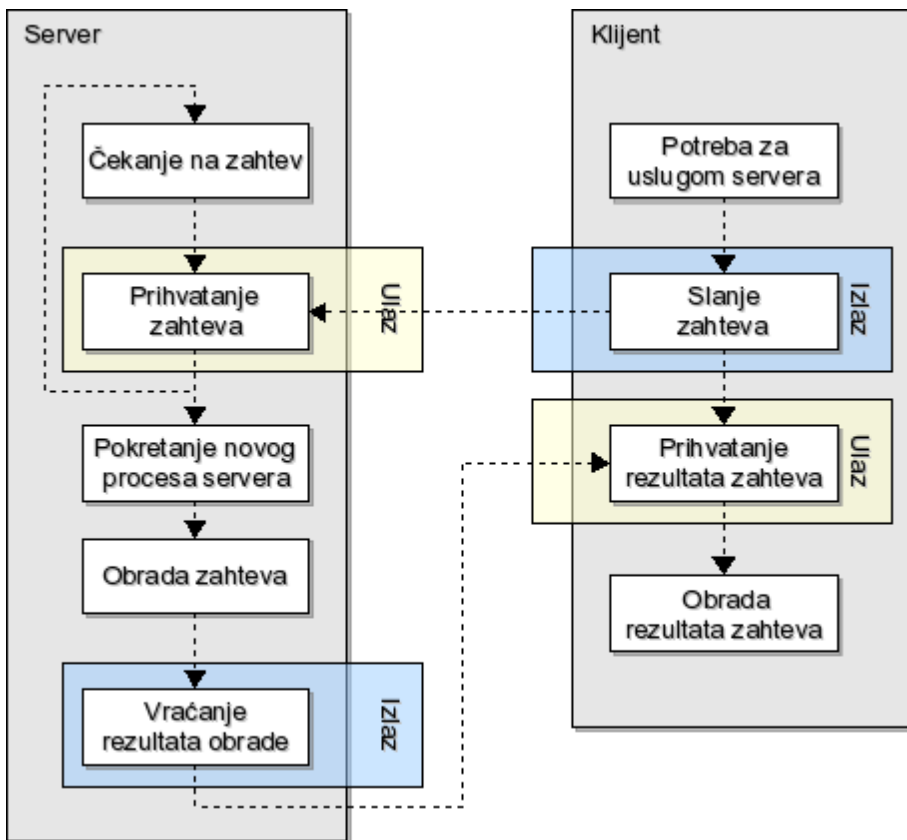 Server
Čekanje na zahtev
Prihvatanje
zahteva
Ulaz
Pokretanje novog
procesa servera
Obrada zahteva
Vraćanje
rezultata obrade
Izlaz
Klijent
Potreba za
uslugom servera
Slanje
zahteva
Izlaz
Prihvatanje
rezultata zahteva
Ulaz
Obrada
rezultata zahteva